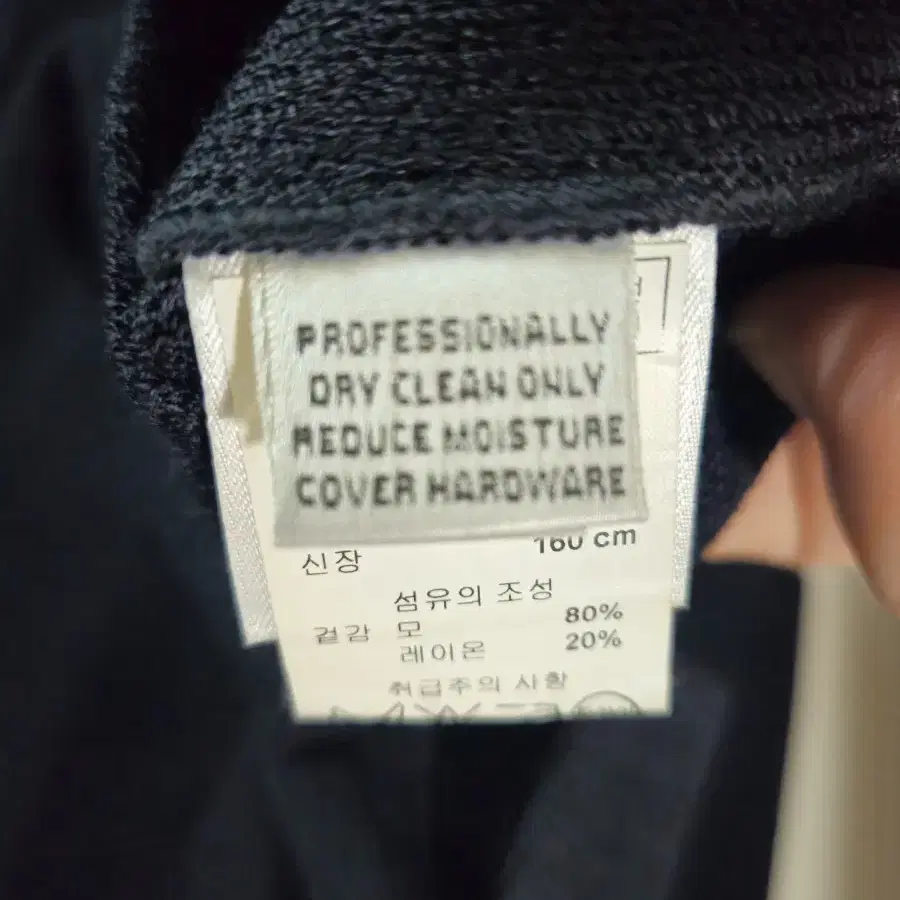 PROFESSIONALLY
DRY CLEAN ONLY
REDUCE MOISTURE
COVER HARDWARE
신장 160 cm
섬유의 조성
겉감 모 80%
레이온 20%
취급주의 사항